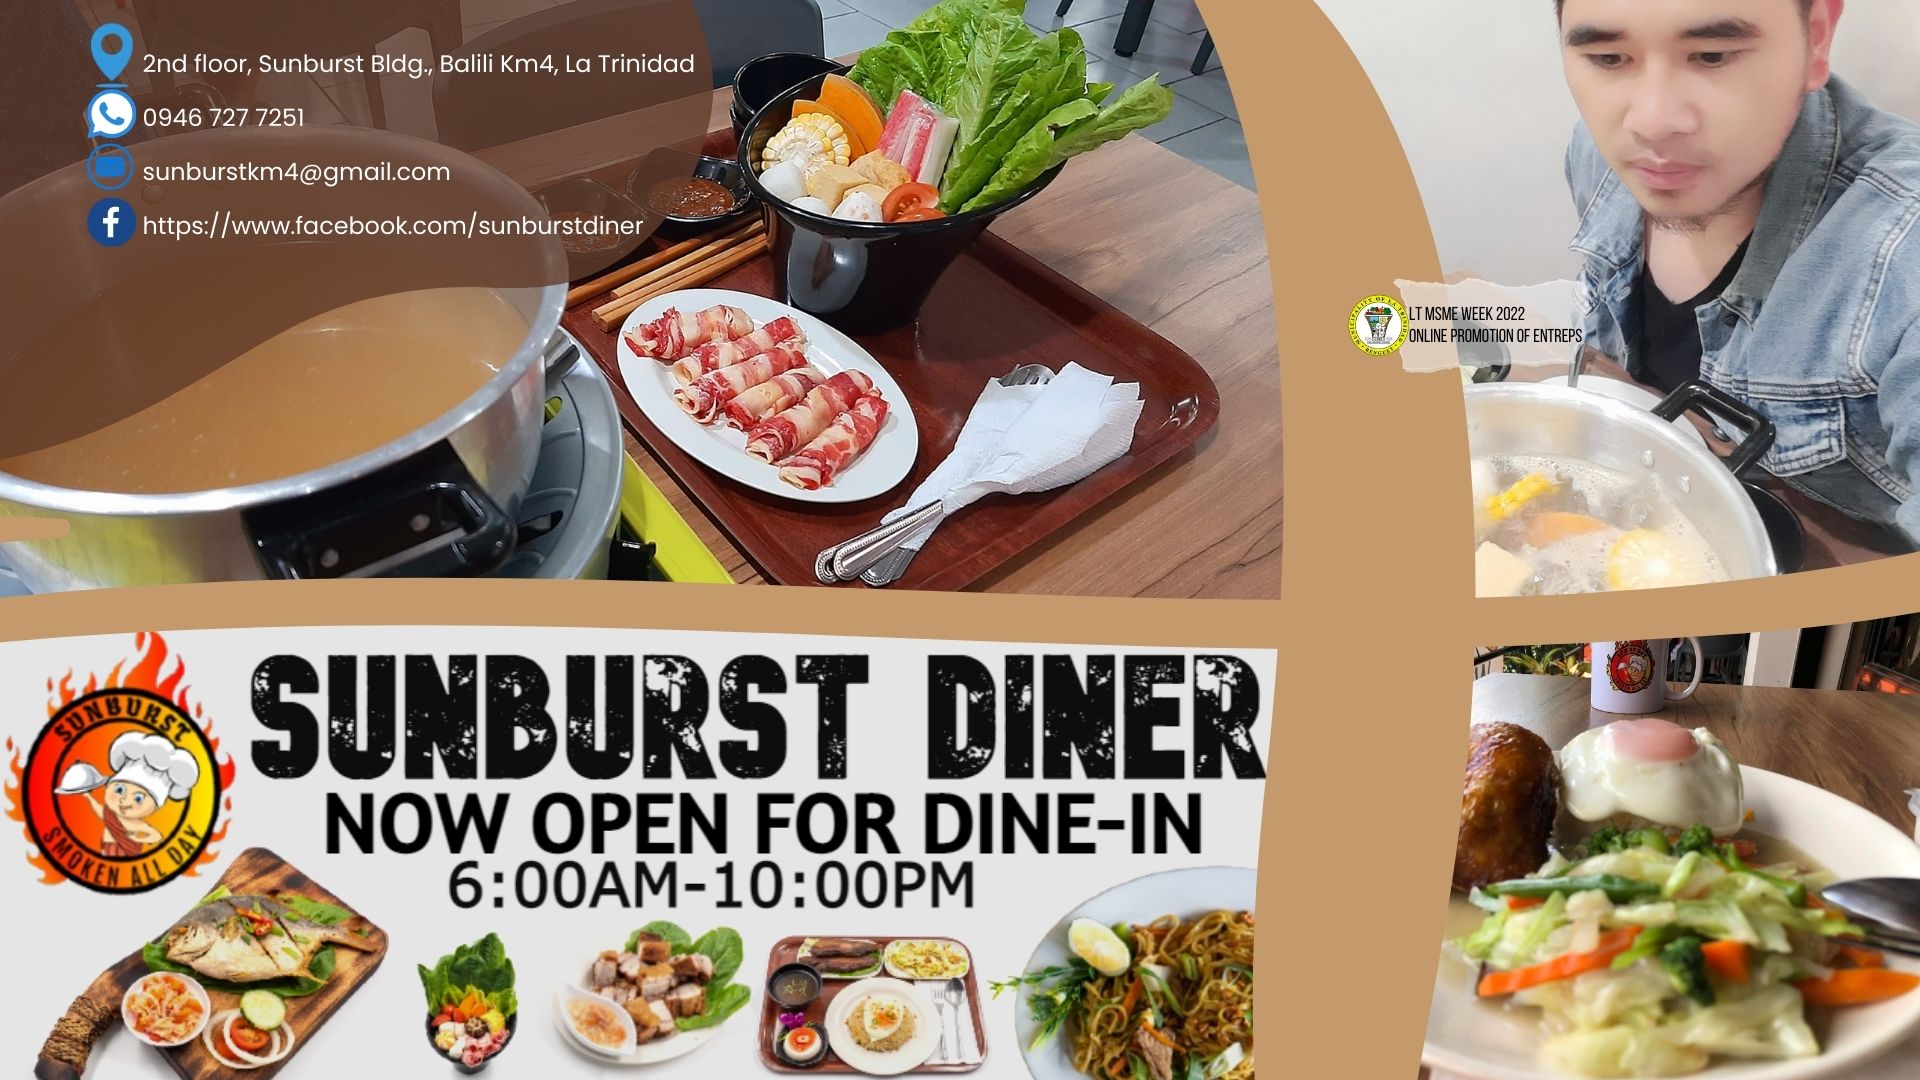 2nd floor, Sunburst Bldg., Balili Km4, La Trinidad
0946 727 7251
sunburstkm4@gmail.com
https://www.facebook.com/sunburstdiner
LT MSME WEEK 2022
ONLINE PROMOTION OF ENTREPS
SUNBURST DINER
NOW OPEN FOR DINE-IN
6:00AM-10:00PM
SUNBURST
SMOKEN ALL DAY